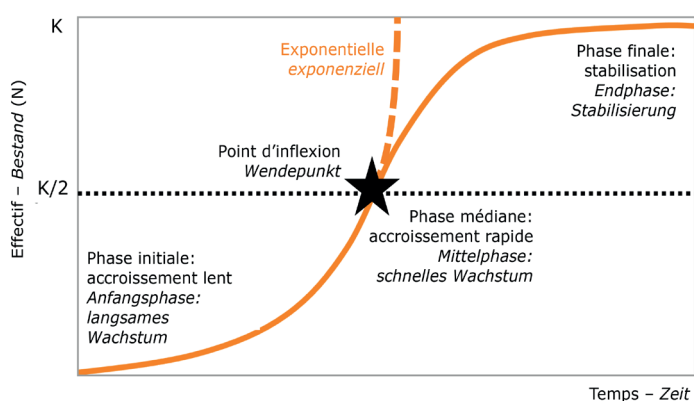 K
Exponentielle
exponenziell
Phase finale:
stabilisation
Endphase:
Stabilisierung
Effectif – Bestand (N)
Point d’inflexion
Wendepunkt
K/2
Phase médiane:
accroissement rapide
Mittelphase:
schnelles Wachstum
Phase initiale:
accroissement lent
Anfangsphase:
langsames
Wachstum
Temps – Zeit